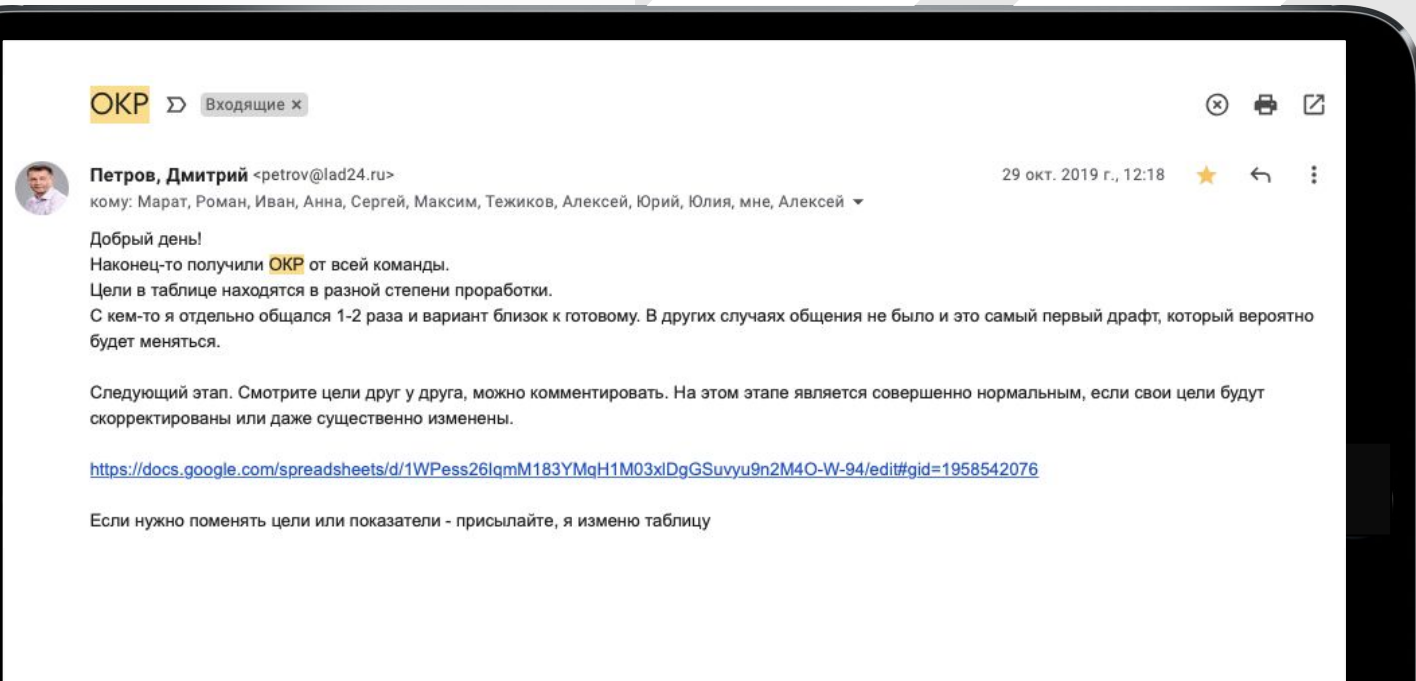 ОКР Входящие
Петров, Дмитрий <petrov@lad24.ru> 29 окт. 2019 г., 12:18
кому: Марат, Роман, Иван, Анна, Сергей, Максим, Тежиков, Алексей, Юрий, Юлия, мне, Алексей
Добрый день!
Наконец-то получили ОКР от всей команды.
Цели в таблице находятся в разной степени проработки.
С кем-то я отдельно общался 1-2 раза и вариант близок к готовому. В других случаях общения не было и это самый первый драфт, который вероятно
будет меняться.
Следующий этап. Смотрите цели друг у друга, можно комментировать. На этом этапе является совершенно нормальным, если свои цели будут
скорректированы или даже существенно изменены.
https://docs.google.com/spreadsheets/d/1WPess26IqmM183YMqH1M03xlDgGSuvyu9n2M4O-W-94/edit#gid=1958542076
Если нужно поменять цели или показатели - присылайте, я изменю таблицу